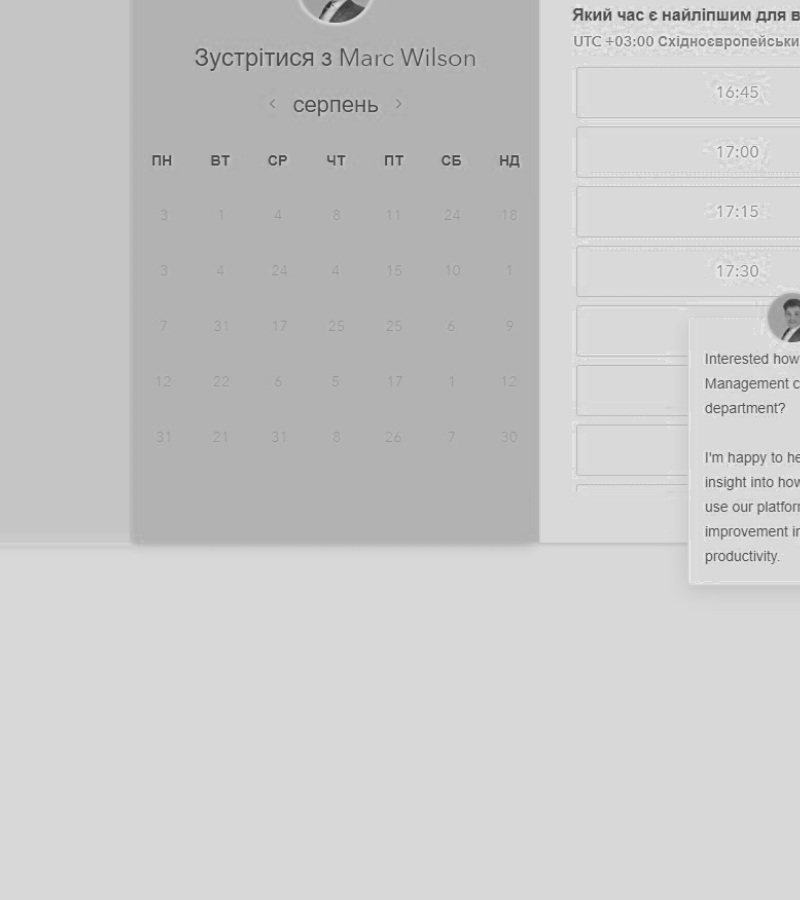 Зустрітися з Marc Wilson
‹ серпень ›
ПН ВТ СР ЧТ ПТ СБ НД
3 1 4 8 11 24 18
3 4 24 4 15 10 1
7 31 17 25 25 6 9
12 22 6 5 17 1 12
31 21 31 8 26 7 30
Який час є найліпшим для в
UTC +03:00 Східноєвропейськи
16:45
17:00
17:15
17:30
Interested how
Management c
department?
I'm happy to he
insight into how
use our platfor
improvement in
productivity.